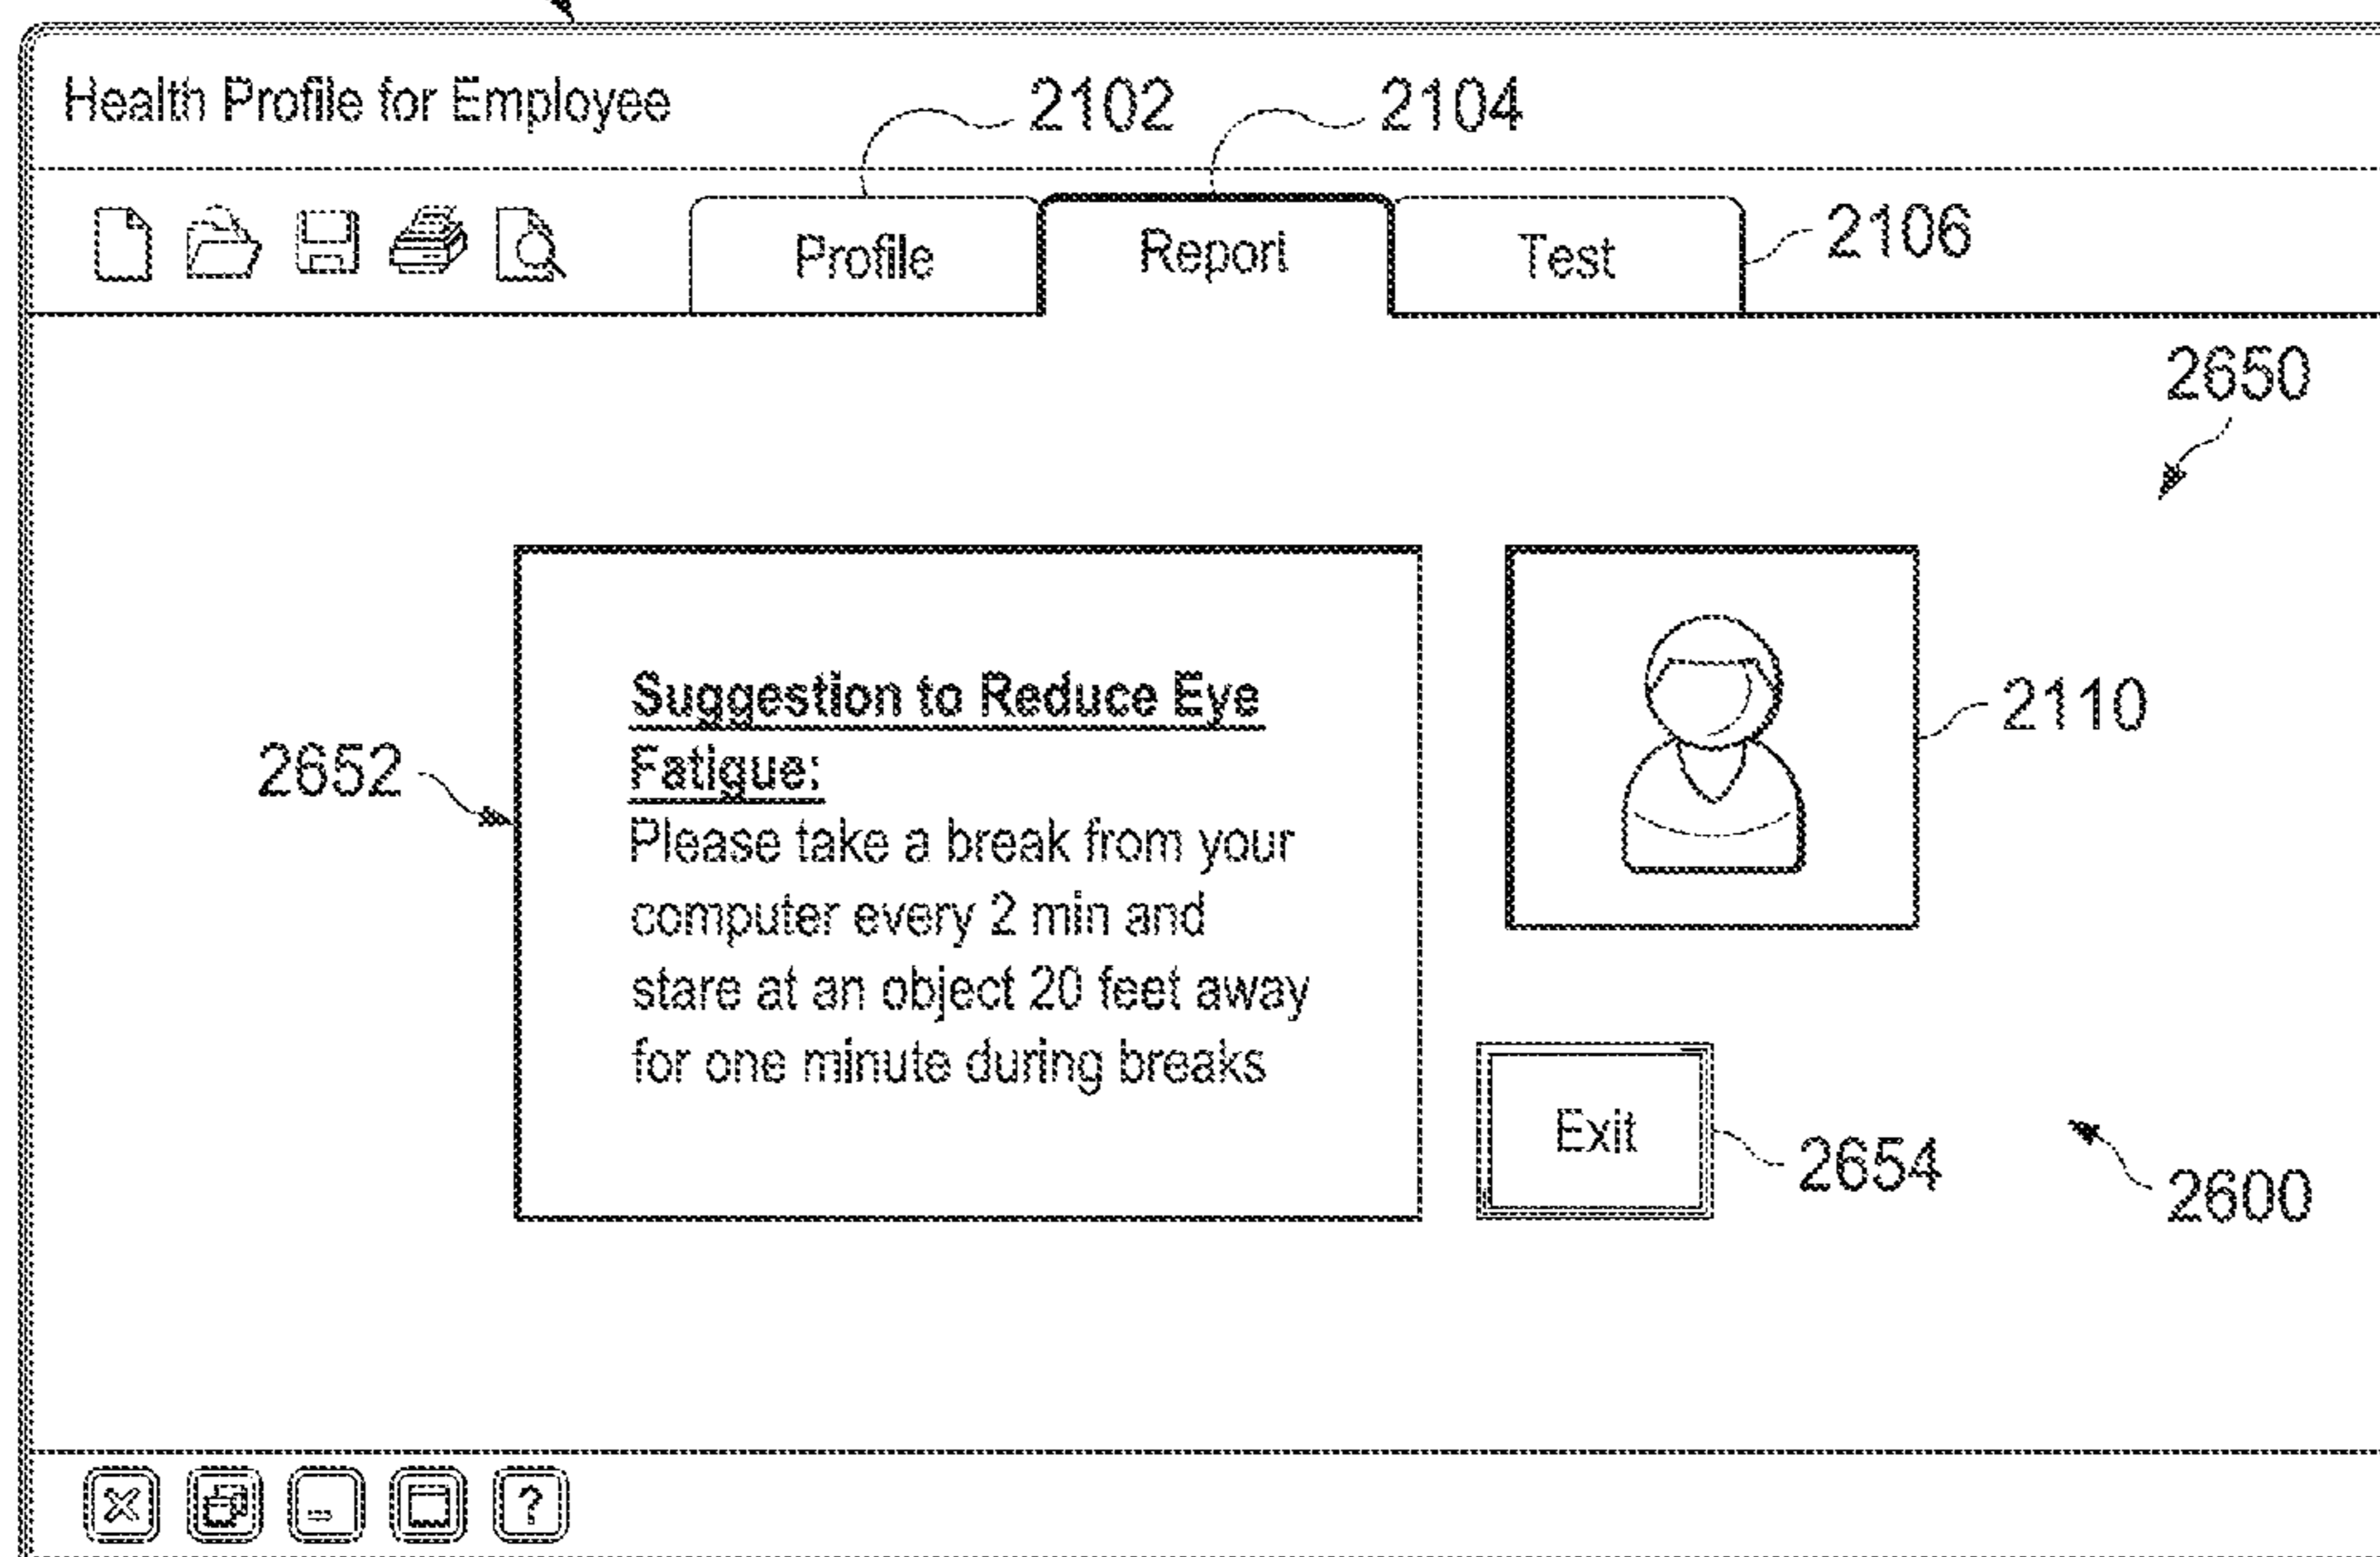 Health Profile for Employee
2102
2104
Profile
Report
Test
2106
2650
Suggestion to Reduce Eye
Fatigue:
Please take a break from your
computer every 2 min and
stare at an object 20 feet away
for one minute during breaks
2652
2110
Exit
2654
2600
?